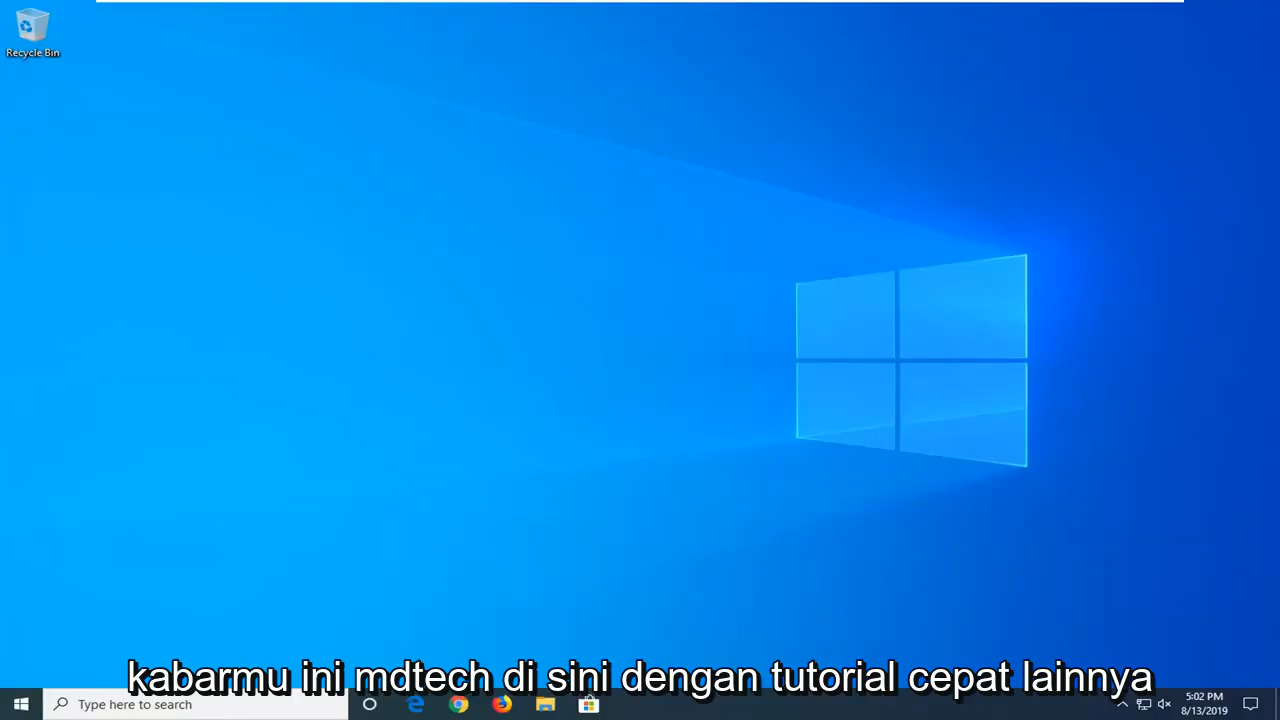 Recycle Bin
kabarmu ini mdtech di sini dengan tutorial cepat lainnya
Type here to search
5:02 PM
8/13/2019